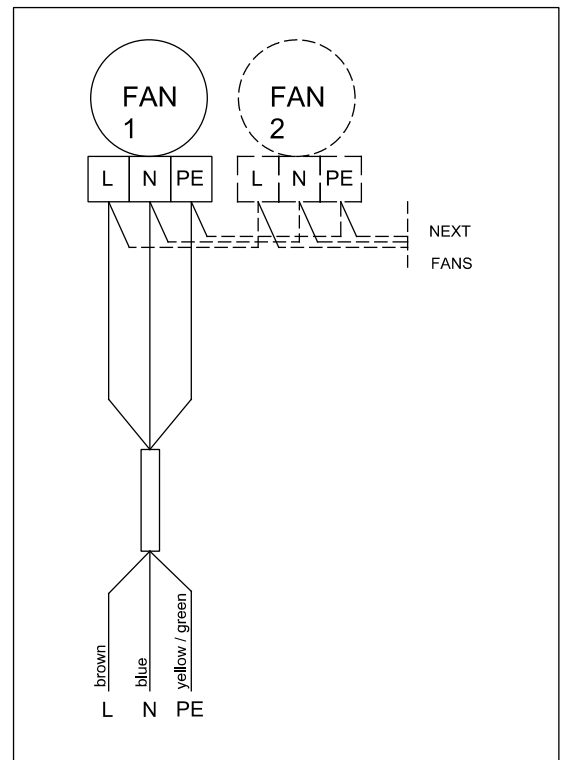 FAN
1
FAN
2
L N PE
L N PE
NEXT
FANS
brown
blue
yellow / green
L N PE